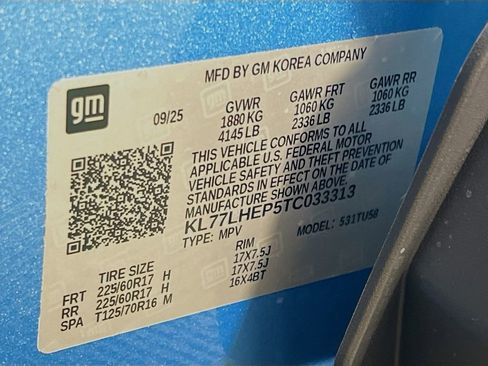 MFD BY GM KOREA COMPANY
gm
09/25 GVWR GAWR FRT GAWR RR
1880 KG 1060 KG 1060 KG
4145 LB 2336 LB 2336 LB
THIS VEHICLE CONFORMS TO ALL
APPLICABLE U.S. FEDERAL MOTOR
VEHICLE SAFETY AND THEFT PREVENTION
STANDARDS IN EFFECT ON THE DATE OF
MANUFACTURE SHOWN ABOVE.
KL77LHEP5TC033313
TYPE: MPV MODEL: 531TU58
TIRE SIZE RIM
FRT 225/60R17 H 17X7.5J
RR 225/60R17 H 17X7.5J
SPA T125/70R16 M 16X4BT